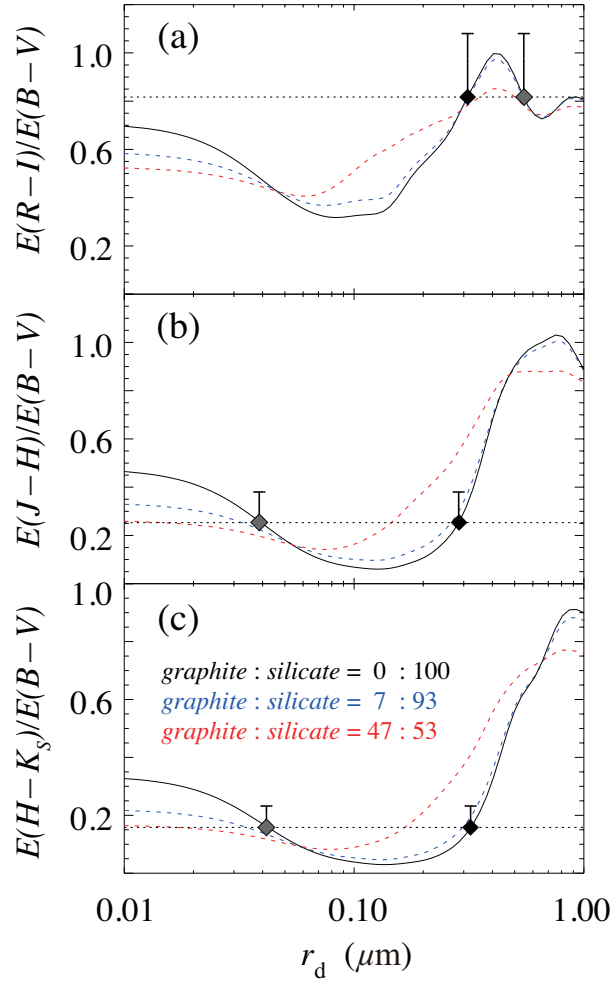 (a)
1.0
0.6
0.2
E(R−I)/E(B−V)
(b)
1.0
0.6
0.2
E(J−H)/E(B−V)
(c)
1.0
0.6
0.2
E(H−K_S)/E(B−V)
graphite : silicate = 0 : 100
graphite : silicate = 7 : 93
graphite : silicate = 47 : 53
0.01 0.10 1.00
r_d (μm)